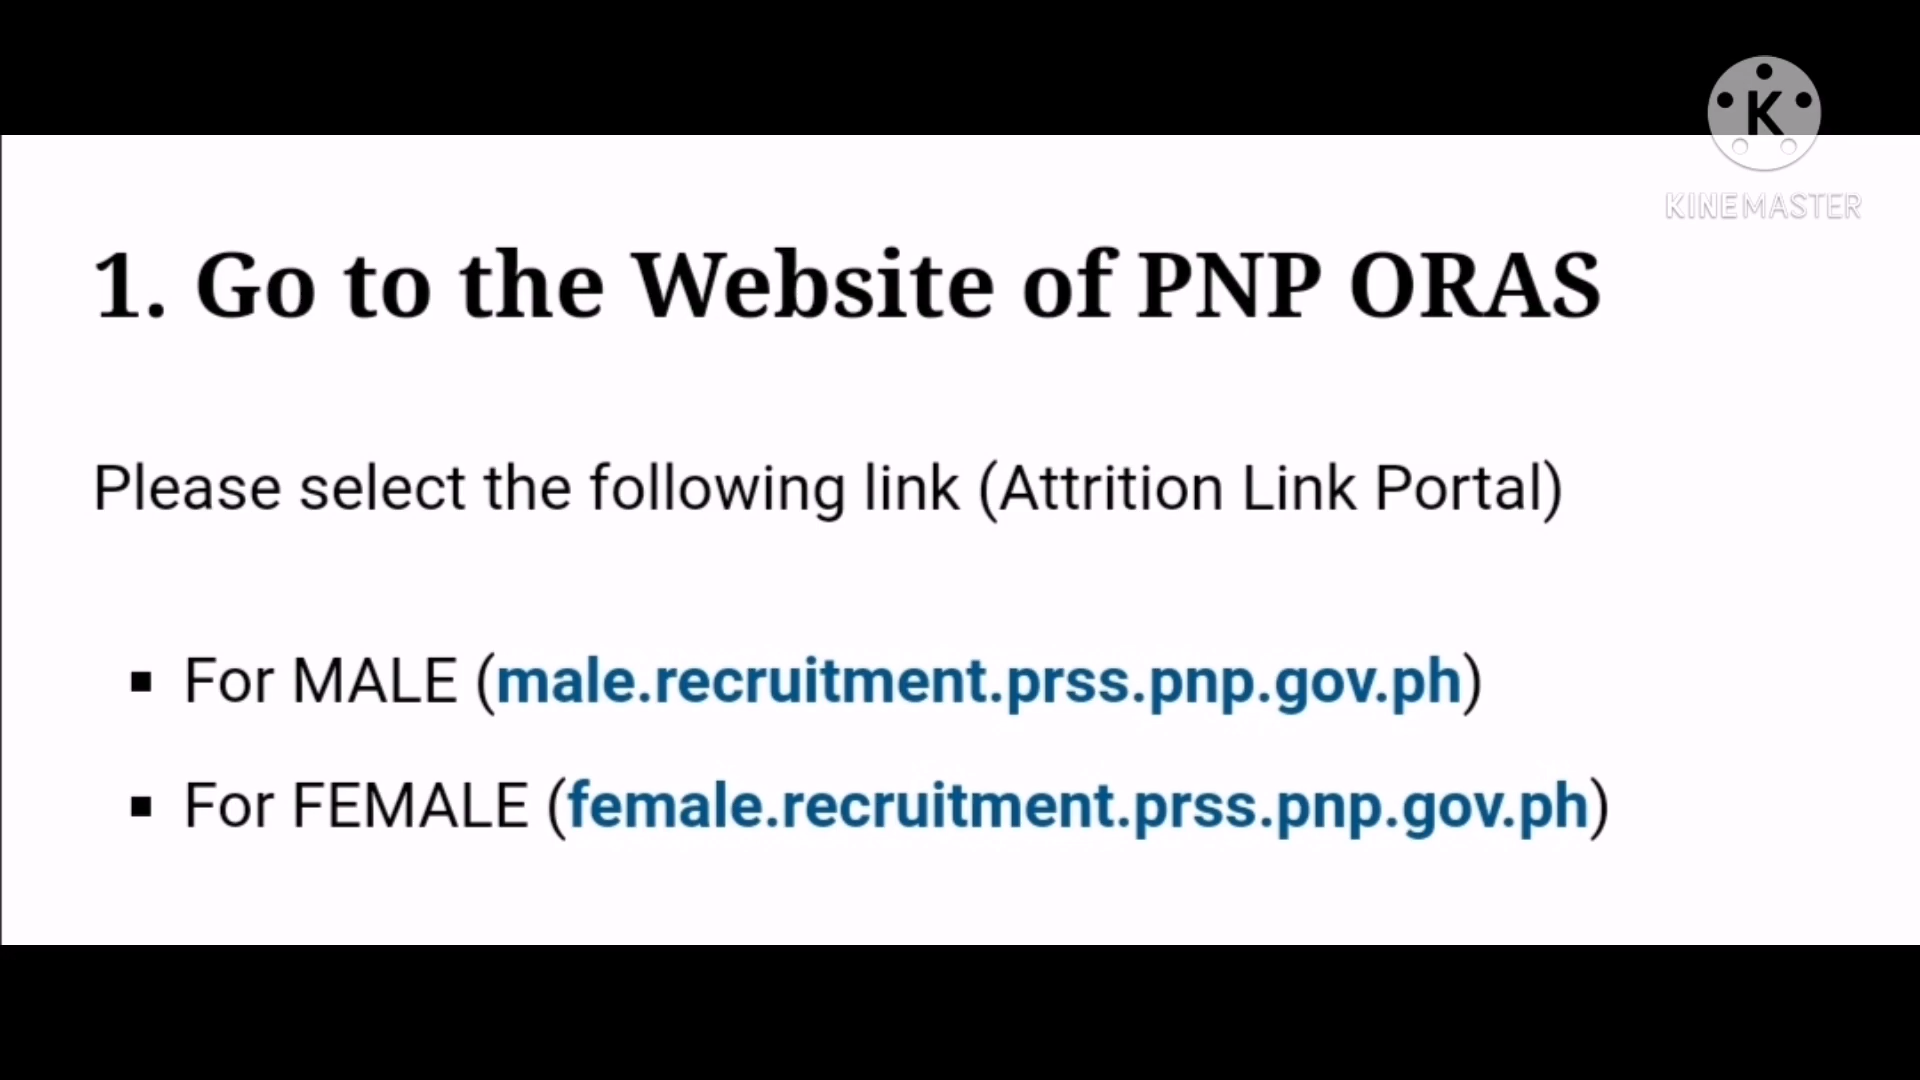 K
KINEMASTER
1. Go to the Website of PNP ORAS
Please select the following link (Attrition Link Portal)
▪ For MALE (male.recruitment.prss.pnp.gov.ph)
▪ For FEMALE (female.recruitment.prss.pnp.gov.ph)